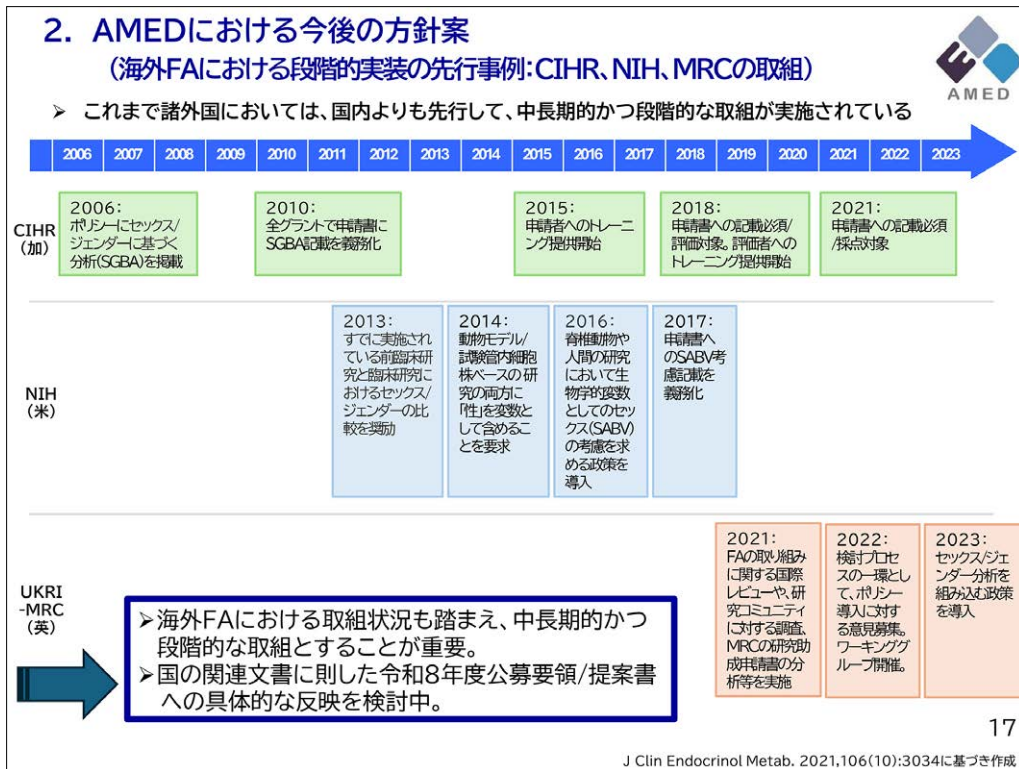 2. AMEDにおける今後の方針案
(海外FAにおける段階的実装の先行事例:CIHR、NIH、MRCの取組)
AMED
➢ これまで諸外国においては、国内よりも先行して、中長期的かつ段階的な取組が実施されている
2006 2007 2008 2009 2010 2011 2012 2013 2014 2015 2016 2017 2018 2019 2020 2021 2022 2023
CIHR
(加)
2006:
ポリシーにセックス/
ジェンダーに基づく
分析(SGBA)を掲載
2010:
全グラントで申請書に
SGBA記載を義務化
2015:
申請者へのトレーニ
ング提供開始
2018:
申請書への記載必須/
評価対象。評価者への
トレーニング提供開始
2021:
申請書への記載必須
/採点対象
NIH
(米)
2013:
すでに実施され
ている前臨床研
究と臨床研究に
おけるセックス/
ジェンダーの比
較を奨励
2014:
動物モデル/
試験管内細胞
株ベースの研
究の両方に
「性」を変数と
して含めるこ
とを要求
2016:
脊椎動物や
人間の研究
において生
物学的変数
としてのセッ
クス(SABV)
の考慮を求
める政策を
導入
2017:
申請書へ
のSABV考
慮記載を
義務化
UKRI
-MRC
(英)
2021:
FAの取り組み
に関する国際
レビューや、研
究コミュニティ
に対する調査、
MRCの研究助
成申請書の分
析等を実施
2022:
検討プロセ
スの一環とし
て、ポリシー
導入に対す
る意見募集。
ワーキンググ
ループ開催。
2023:
セックス/ジェ
ンダー分析を
組み込む政策
を導入
➢海外FAにおける取組状況も踏まえ、中長期的かつ
段階的な取組とすることが重要。
➢国の関連文書に則した令和8年度公募要領/提案書
への具体的な反映を検討中。
17
J Clin Endocrinol Metab. 2021,106(10):3034に基づき作成